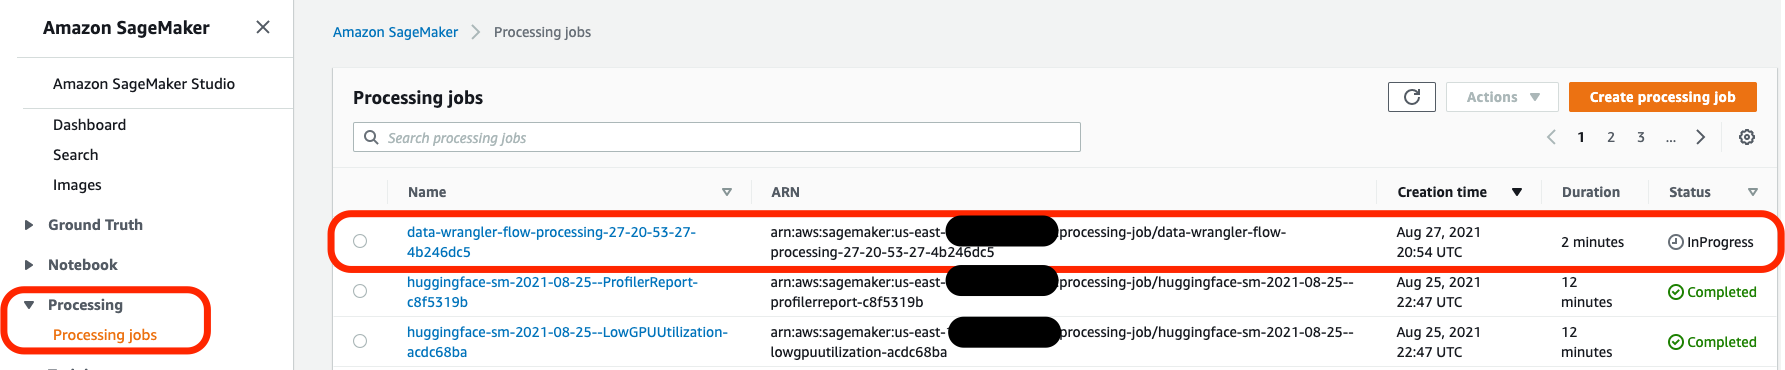 Amazon SageMaker
Amazon SageMaker Studio
Dashboard
Search
Images
Ground Truth
Notebook
Processing
Processing jobs
Amazon SageMaker > Processing jobs
Processing jobs
Actions
Create processing job
Search processing jobs
1 2 3 ...
Name ARN Creation time Duration Status
data-wrangler-flow-processing-27-20-53-27-
4b246dc5
arn:aws:sagemaker:us-east-
processing-job/data-wrangler-flow-
processing-27-20-53-27-4b246dc5
Aug 27, 2021
20:54 UTC
2 minutes
InProgress
huggingface-sm-2021-08-25--ProfilerReport-
c8f5319b
arn:aws:sagemaker:us-east-
processing-job/huggingface-sm-2021-08-25--
profilerreport-c8f5319b
Aug 25, 2021
22:47 UTC
12
minutes
Completed
huggingface-sm-2021-08-25--LowGPUUtilization-
acdc68ba
arn:aws:sagemaker:us-east-
processing-job/huggingface-sm-2021-08-25--
lowgpuutilization-acdc68ba
Aug 25, 2021
22:47 UTC
12
minutes
Completed